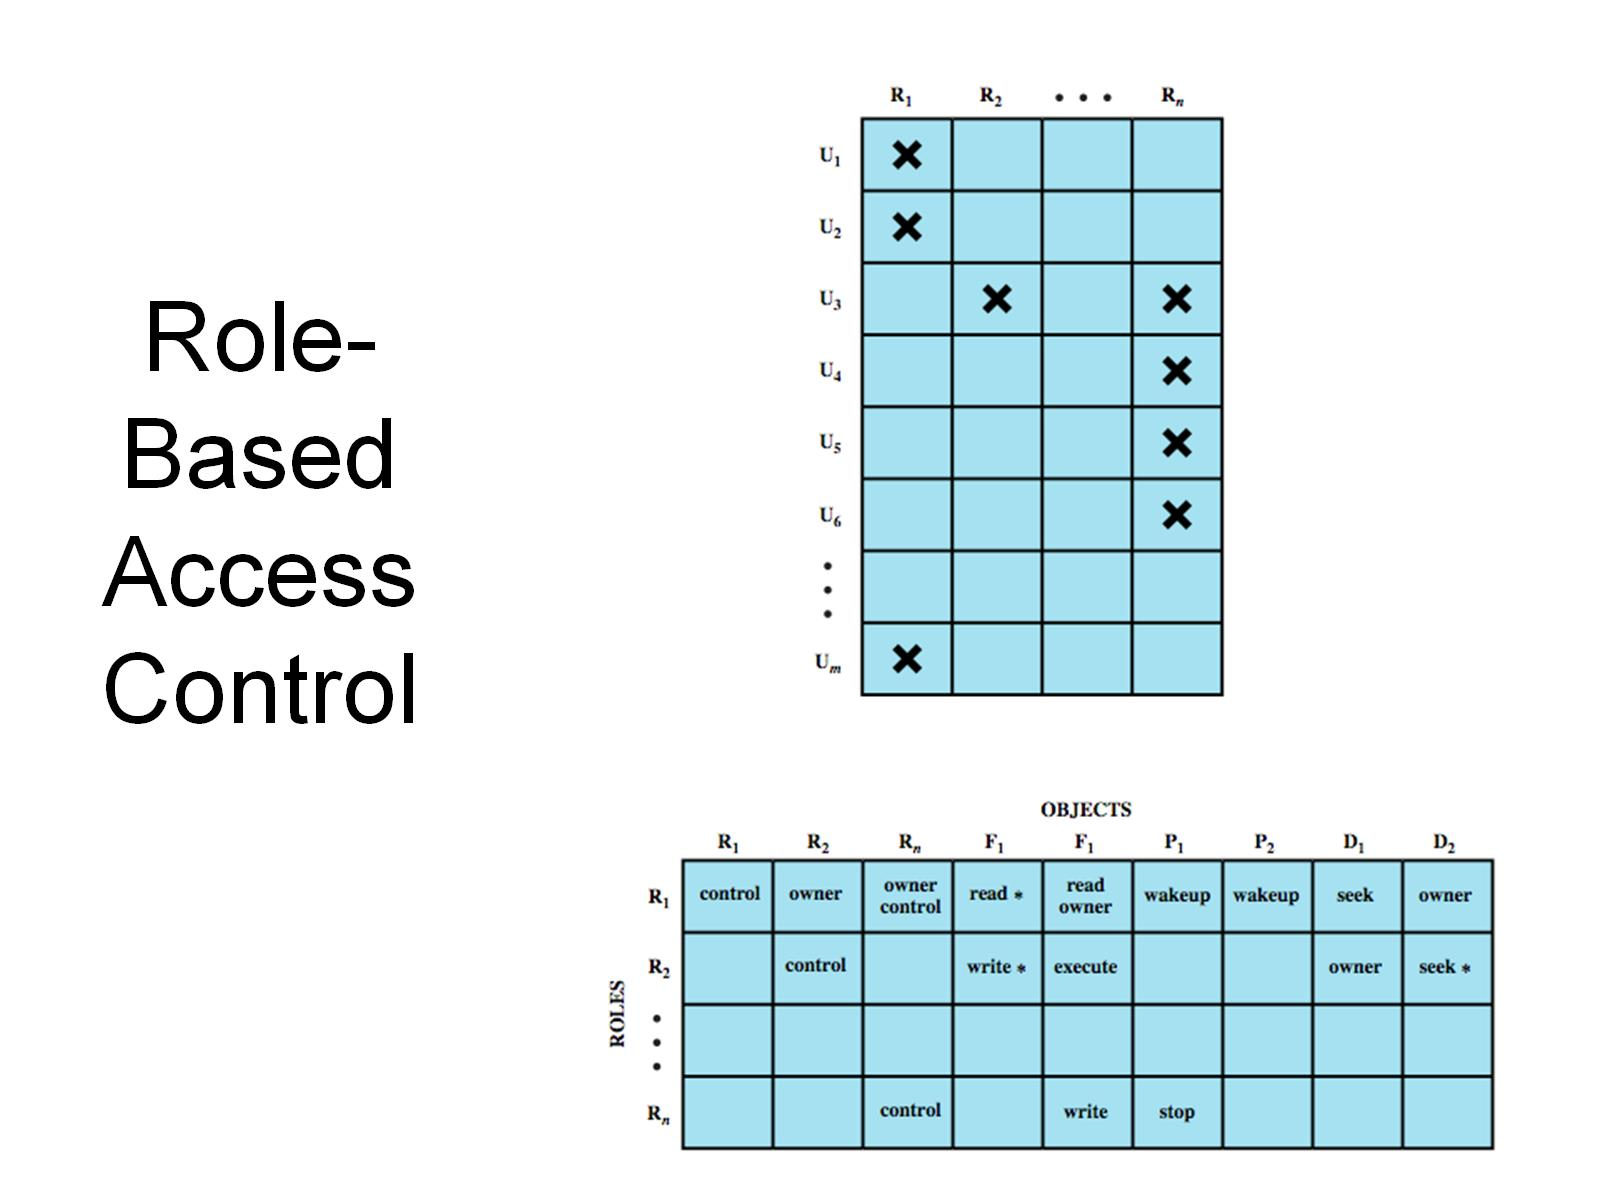 Role-
Based
Access
Control
R1 R2 • • • Rn
U1 ✖
U2 ✖
U3 ✖ ✖
U4 ✖
U5 ✖
U6 ✖
•
•
•
Um ✖
OBJECTS
R1 R2 Rn F1 F1 P1 P2 D1 D2
ROLES
R1 control owner owner control read * read owner wakeup wakeup seek owner
R2 control write * execute owner seek *
•
•
•
Rn control write stop